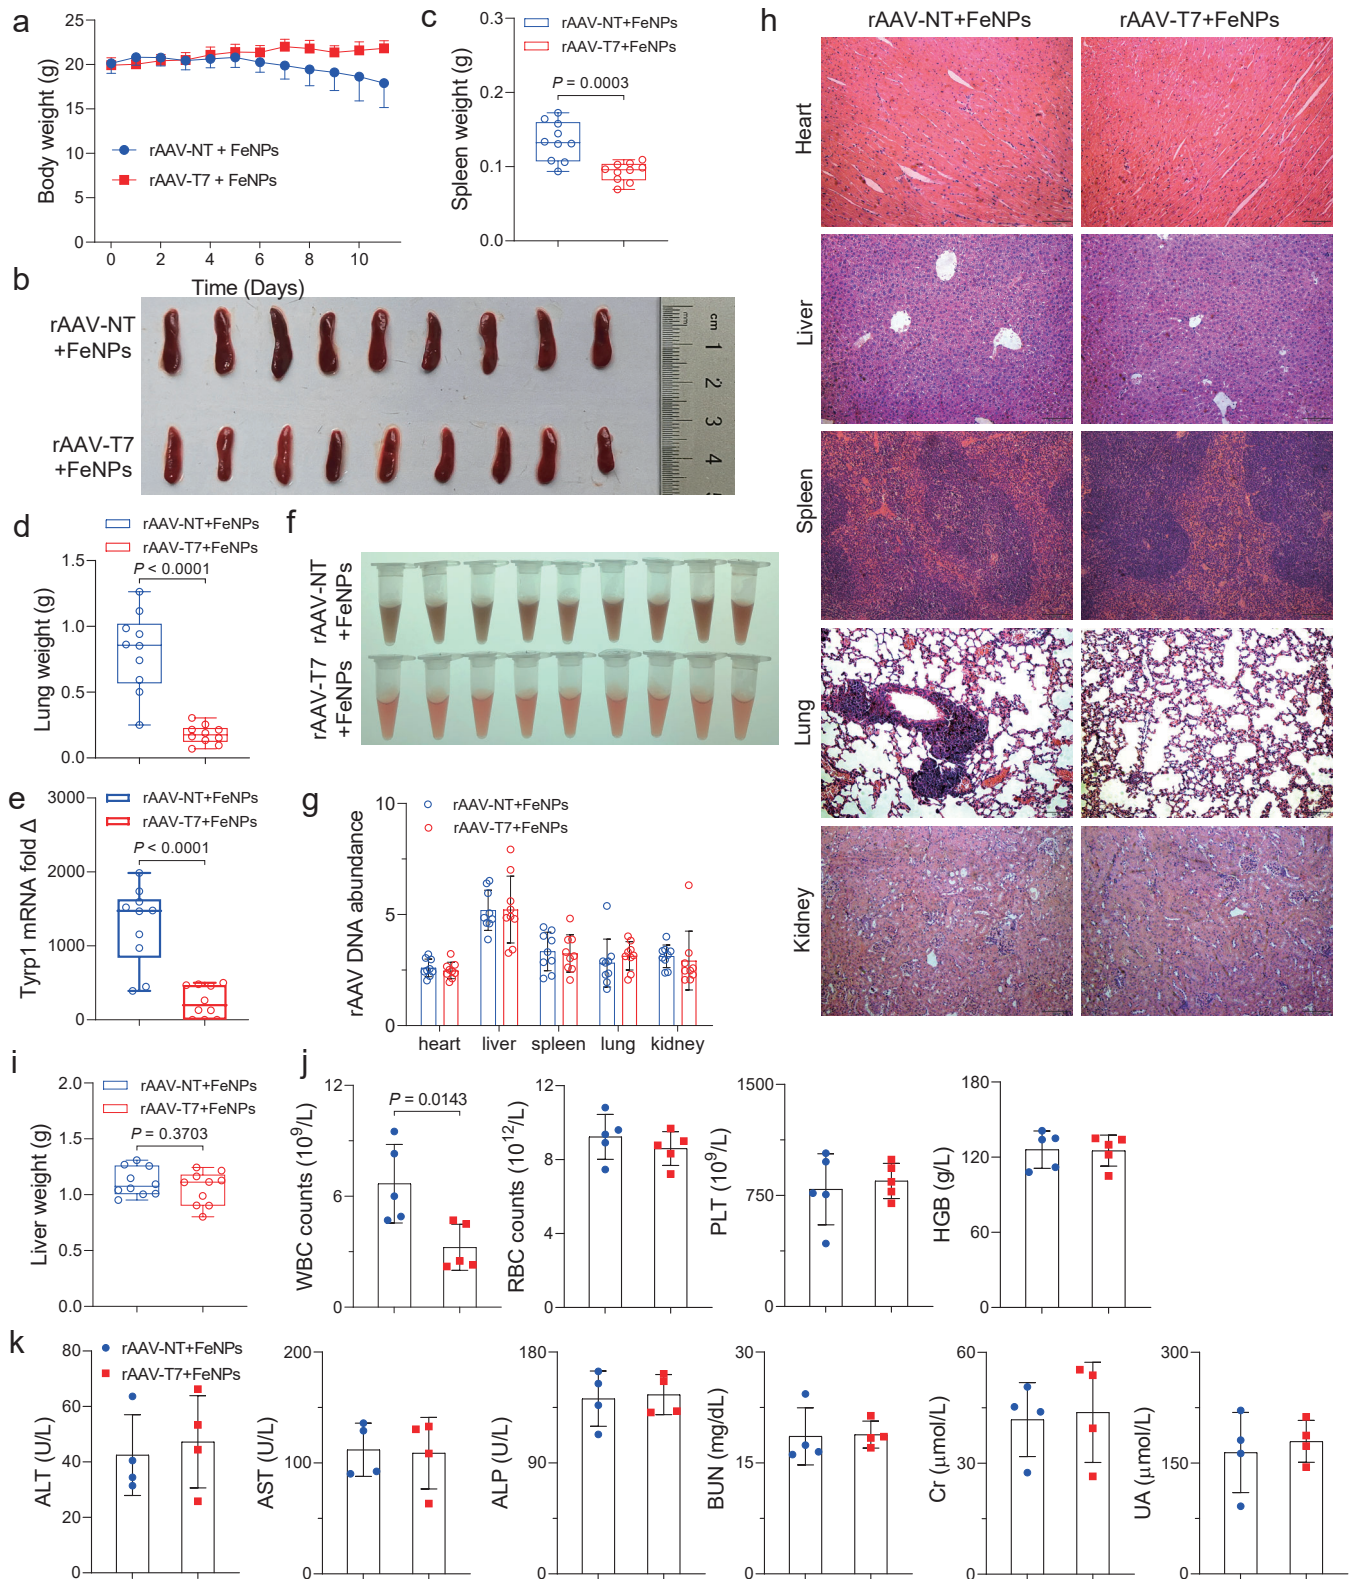 a
Body weight (g)
25
20
15
10
5
0
0 2 4 6 8 10
Time (Days)
rAAV-NT + FeNPs
rAAV-T7 + FeNPs
c
Spleen weight (g)
0.3
0.2
0.1
0.0
rAAV-NT+FeNPs
rAAV-T7+FeNPs
P = 0.0003
b
rAAV-NT
+FeNPs
rAAV-T7
+FeNPs
cm
1
2
3
4
d
rAAV-NT+FeNPs
rAAV-T7+FeNPs
Lung weight (g)
1.5
1.0
0.5
0.0
P < 0.0001
f
rAAV-NT
+FeNPs
rAAV-T7
+FeNPs
e
Tyrp1 mRNA fold Δ
3000
2000
1000
0
rAAV-NT+FeNPs
rAAV-T7+FeNPs
P < 0.0001
g
rAAV DNA abundance
10
5
0
rAAV-NT+FeNPs
rAAV-T7+FeNPs
heart liver spleen lung kidney
h
rAAV-NT+FeNPs rAAV-T7+FeNPs
Heart
Liver
Spleen
Lung
Kidney
i
Liver weight (g)
2.0
1.5
1.0
0.5
0.0
rAAV-NT+FeNPs
rAAV-T7+FeNPs
P = 0.3703
j
WBC counts (10⁹/L)
12
6
0
P = 0.0143
RBC counts (10¹²/L)
12
8
4
0
PLT (10⁹/L)
1500
750
0
HGB (g/L)
180
120
60
0
k
rAAV-NT+FeNPs
rAAV-T7+FeNPs
ALT (U/L)
80
60
40
20
0
AST (U/L)
200
100
0
ALP (U/L)
180
90
0
BUN (mg/dL)
30
15
0
Cr (μmol/L)
60
30
0
UA (μmol/L)
300
150
0